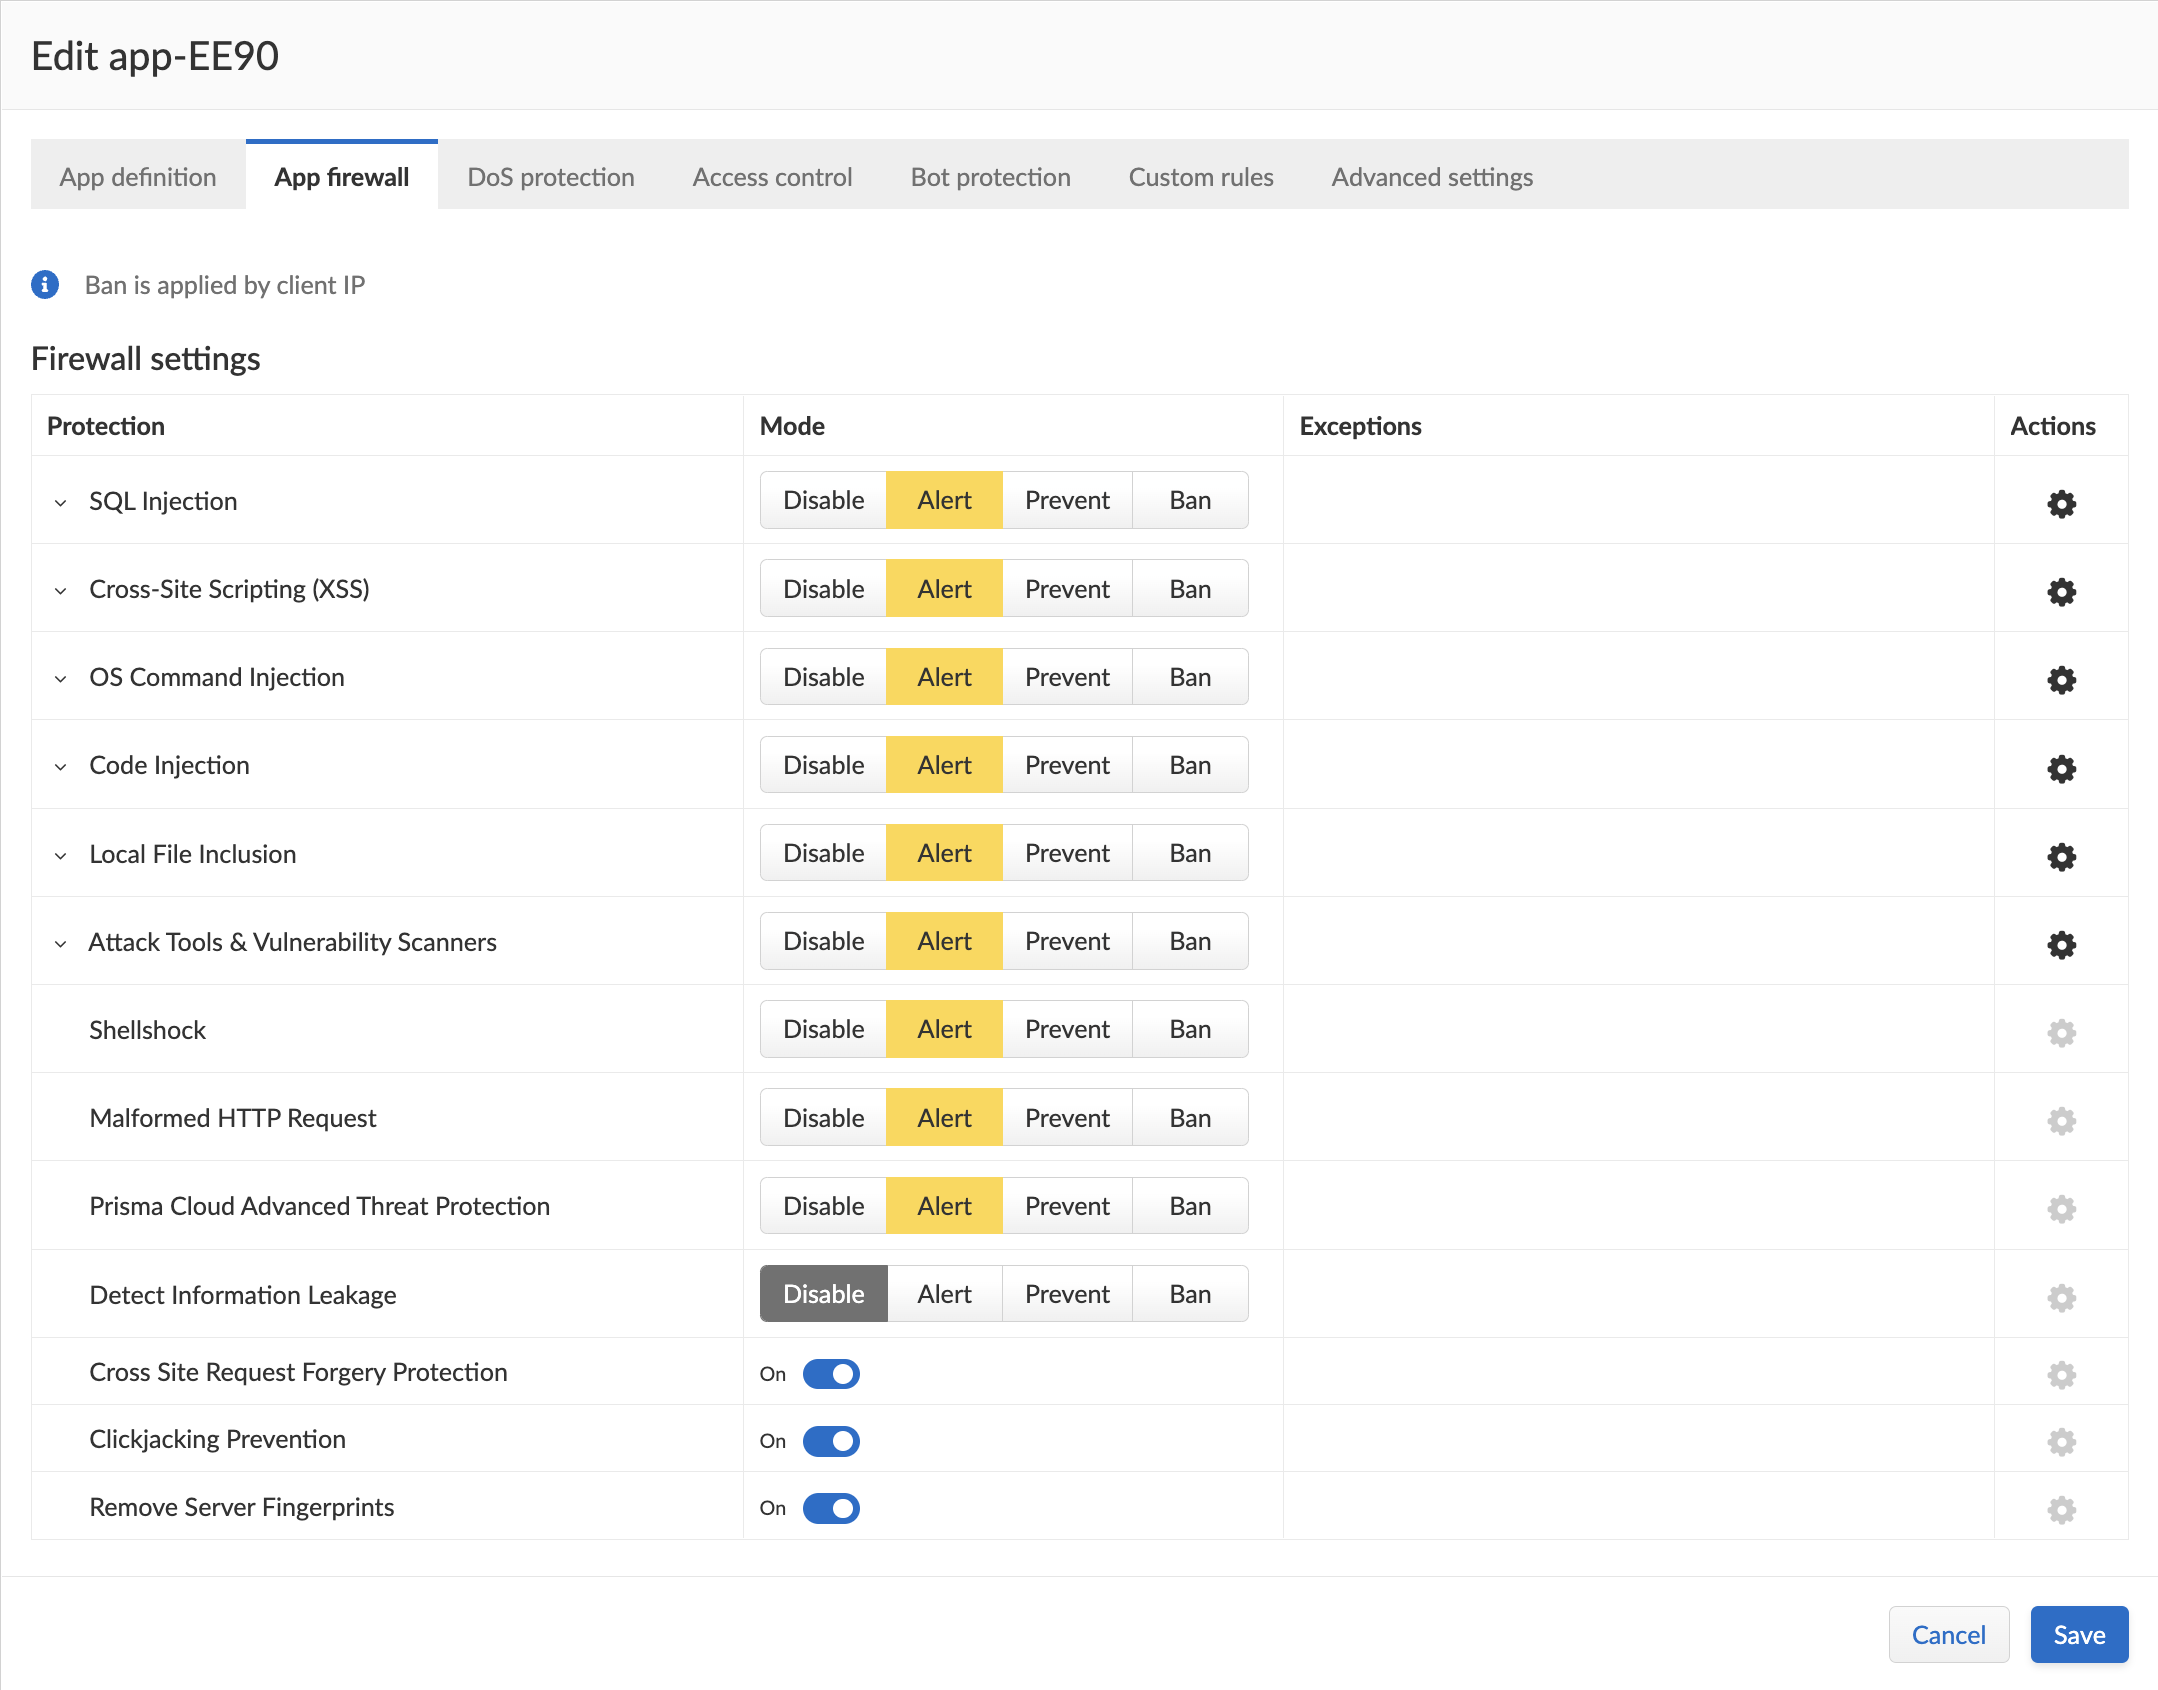 Edit app-EE90
App definition App firewall DoS protection Access control Bot protection Custom rules Advanced settings
Ban is applied by client IP
Firewall settings
Protection Mode Exceptions Actions
SQL Injection Disable Alert Prevent Ban
Cross-Site Scripting (XSS) Disable Alert Prevent Ban
OS Command Injection Disable Alert Prevent Ban
Code Injection Disable Alert Prevent Ban
Local File Inclusion Disable Alert Prevent Ban
Attack Tools & Vulnerability Scanners Disable Alert Prevent Ban
Shellshock Disable Alert Prevent Ban
Malformed HTTP Request Disable Alert Prevent Ban
Prisma Cloud Advanced Threat Protection Disable Alert Prevent Ban
Detect Information Leakage Disable Alert Prevent Ban
Cross Site Request Forgery Protection On
Clickjacking Prevention On
Remove Server Fingerprints On
Cancel Save